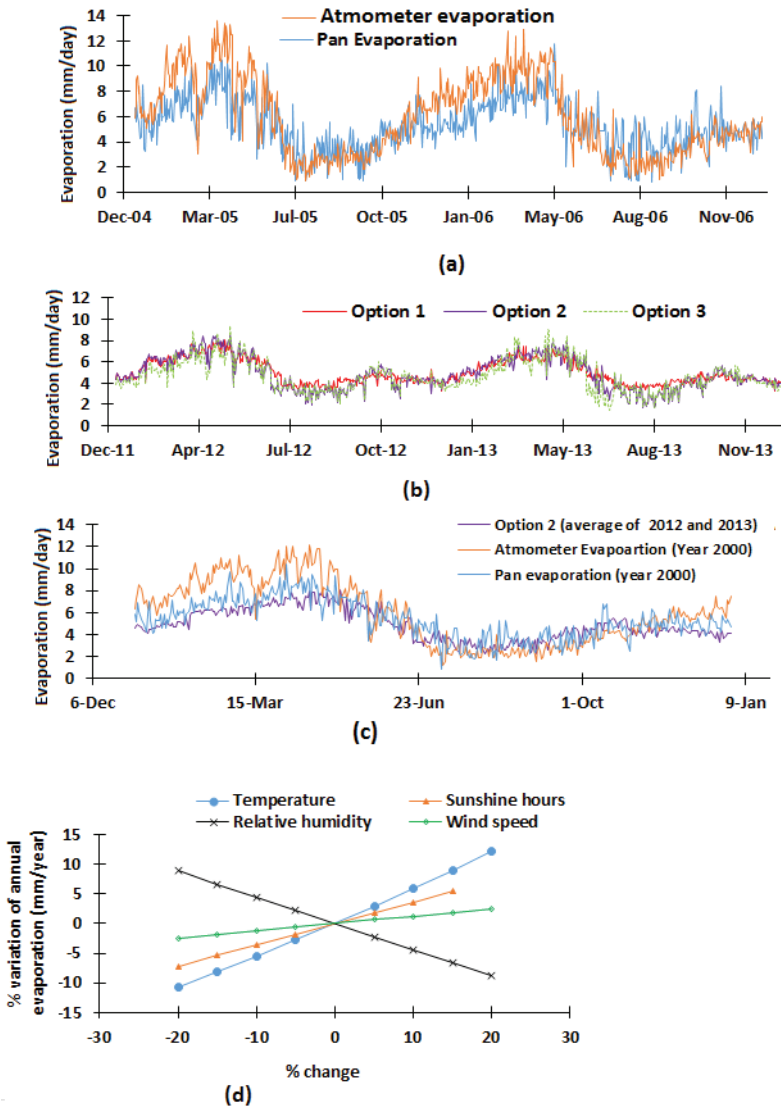 Atmometer evaporation
Pan Evaporation
Evaporation (mm/day)
14
12
10
8
6
4
2
0
Dec-04 Mar-05 Jul-05 Oct-05 Jan-06 May-06 Aug-06 Nov-06
(a)
Option 1 Option 2 Option 3
Evaporation (mm/day)
12
10
8
6
4
2
0
Dec-11 Apr-12 Jul-12 Oct-12 Jan-13 May-13 Aug-13 Nov-13
(b)
Option 2 (average of 2012 and 2013)
Atmometer Evapoartion (Year 2000)
Pan evaporation (year 2000)
Evaporation (mm/day)
14
12
10
8
6
4
2
0
6-Dec 15-Mar 23-Jun 1-Oct 9-Jan
(c)
Temperature Sunshine hours
Relative humidity Wind speed
% variation of annual
evaporation (mm/year)
15
10
5
0
-5
-10
-15
-30 -20 -10 0 10 20 30
% change
(d)